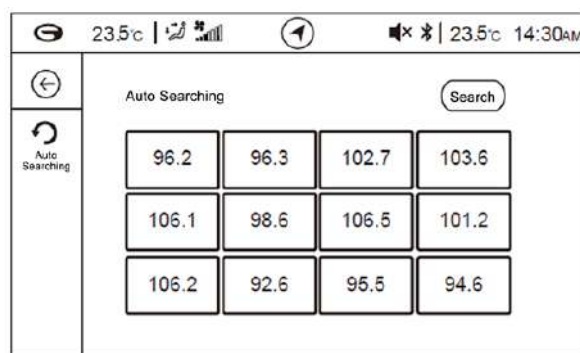 23.5°c 23.5°c 14:30AM
Auto Searching Search
Auto
Searching
96.2 96.3 102.7 103.6
106.1 98.6 106.5 101.2
106.2 92.6 95.5 94.6